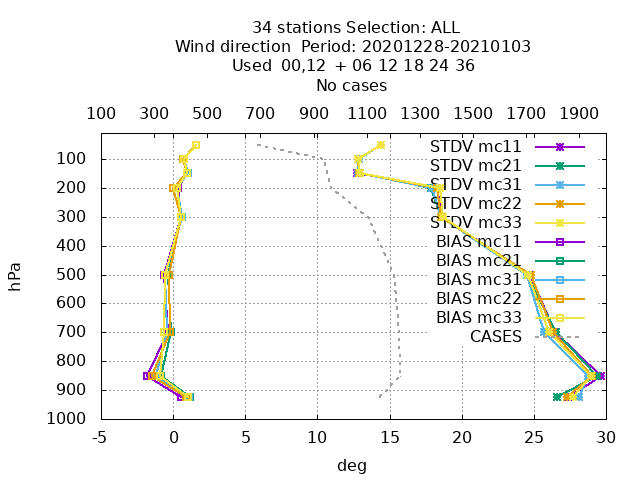 34 stations Selection: ALL
Wind direction  Period: 20201228-20210103
Used  00,12  + 06 12 18 24 36
No cases
100 300 500 700 900 1100 1300 1500 1700 1900
STDV mc11
STDV mc21
STDV mc31
STDV mc22
STDV mc33
BIAS mc11
BIAS mc21
BIAS mc31
BIAS mc22
BIAS mc33
CASES
100
200
300
400
500
600
700
800
900
1000
hPa
-5 0 5 10 15 20 25 30
deg